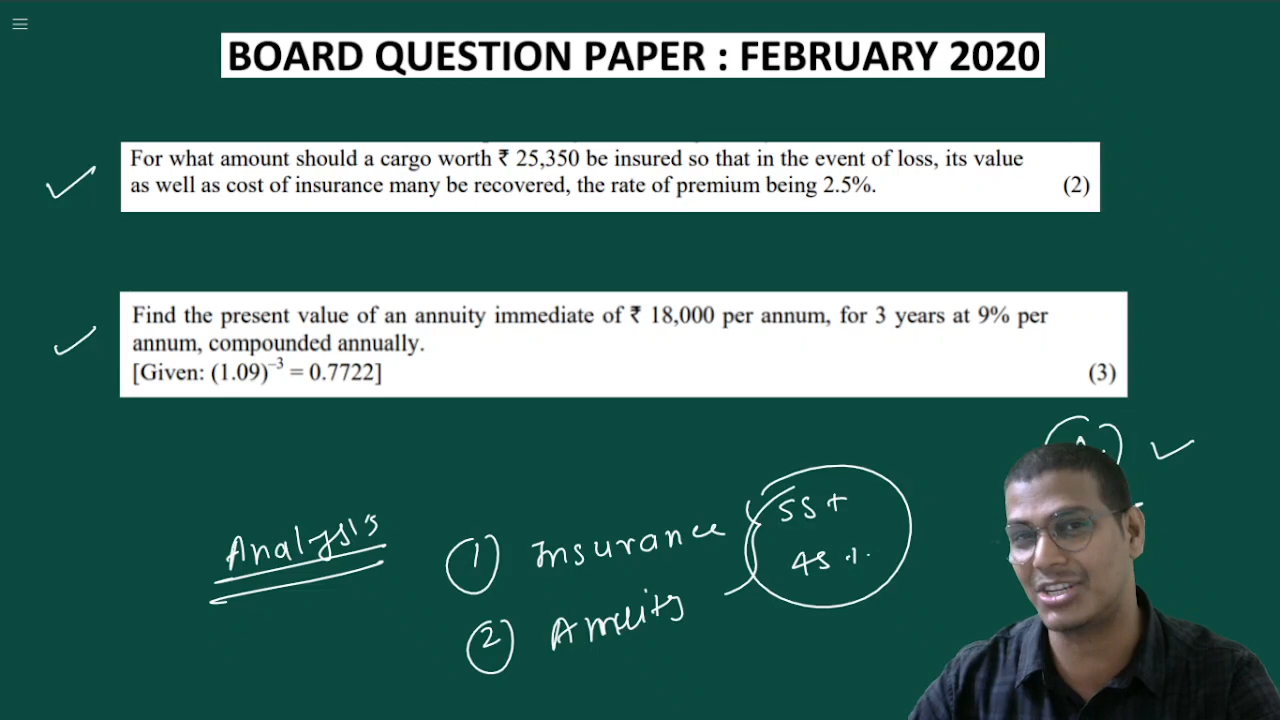 BOARD QUESTION PAPER : FEBRUARY 2020
For what amount should a cargo worth ₹ 25,350 be insured so that in the event of loss, its value
as well as cost of insurance many be recovered, the rate of premium being 2.5%. (2)
Find the present value of an annuity immediate of ₹ 18,000 per annum, for 3 years at 9% per
annum, compounded annually.
[Given: (1.09)⁻³ = 0.7722] (3)
Analysis
① Insurance
② Annuity